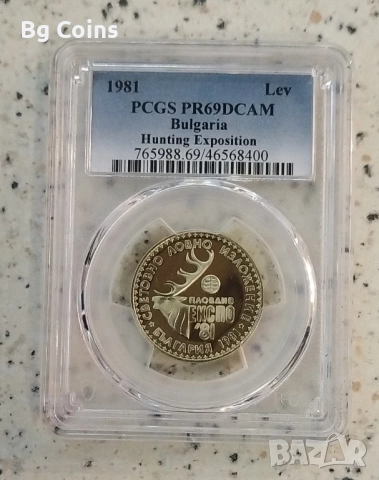 Bg Coins
1981 Lev
PCGS PR69DCAM
Bulgaria
Hunting Exposition
765988.69/46568400
СВЕТОВНО ЛОВНО ИЗЛОЖЕНИЕ
ПЛОВДИВ
ЕКСПО
'81
БЪЛГАРИЯ 1981
BAZAR